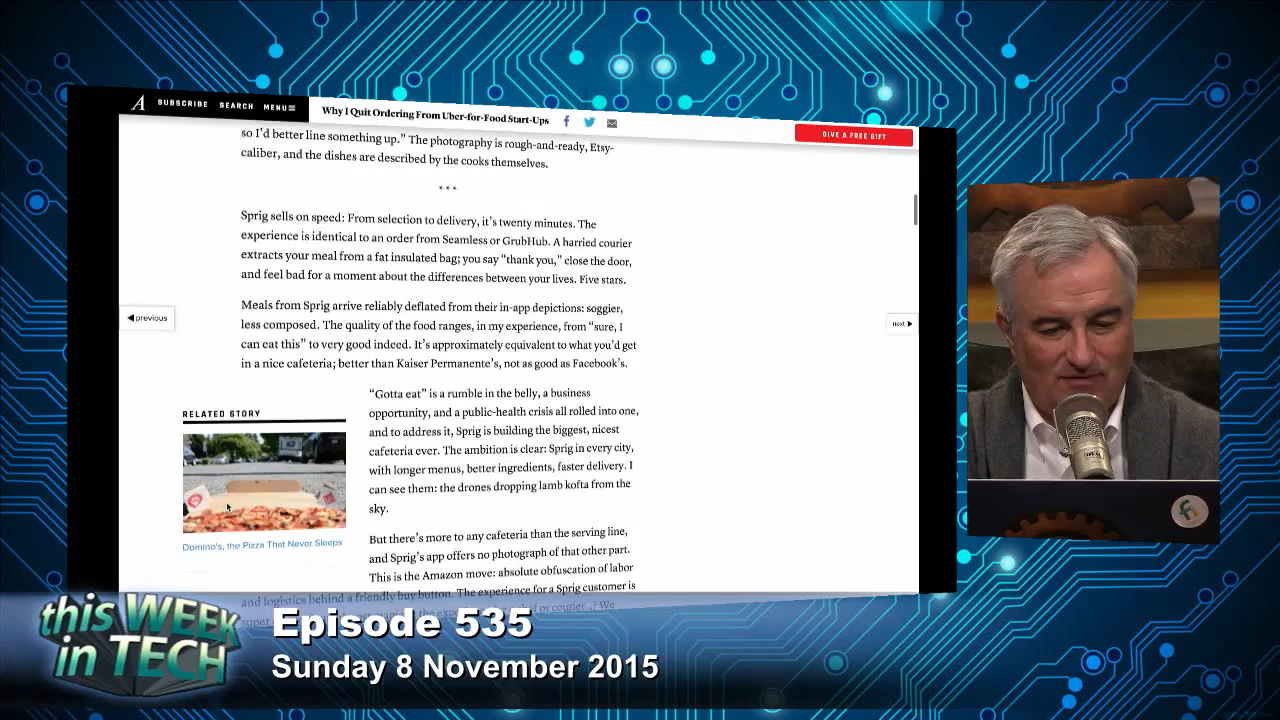 A SUBSCRIBE SEARCH MENU
Why I Quit Ordering From Uber-for-Food Start-Ups
GIVE A FREE GIFT
so I'd better line something up.” The photography is rough-and-ready, Etsy-
caliber, and the dishes are described by the cooks themselves.
* * *
Sprig sells on speed: From selection to delivery, it's twenty minutes. The
experience is identical to an order from Seamless or GrubHub. A harried courier
extracts your meal from a fat insulated bag; you say “thank you,” close the door,
and feel bad for a moment about the differences between your lives. Five stars.
previous
next
Meals from Sprig arrive reliably deflated from their in-app depictions: soggier,
less composed. The quality of the food ranges, in my experience, from “sure, I
can eat this” to very good indeed. It's approximately equivalent to what you'd get
in a nice cafeteria; better than Kaiser Permanente's, not as good as Facebook's.
RELATED STORY
Domino's, the Pizza That Never Sleeps
“Gotta eat” is a rumble in the belly, a business
opportunity, and a public-health crisis all rolled into one,
and to address it, Sprig is building the biggest, nicest
cafeteria ever. The ambition is clear: Sprig in every city,
with longer menus, better ingredients, faster delivery. I
can see them: the drones dropping lamb kofta from the
sky.
But there's more to any cafeteria than the serving line,
and Sprig's app offers no photograph of that other part.
This is the Amazon move: absolute obfuscation of labor
and logistics behind a friendly buy button. The experience for a Sprig customer is
super
this WEEK
in TECH
Episode 535
Sunday 8 November 2015